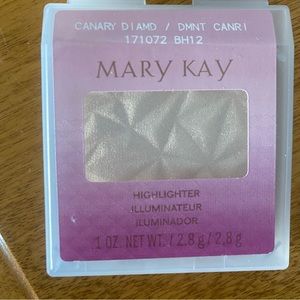 CANARY DIAMD / DMNT CANRI
171072 BH12
MARY KAY
HIGHLIGHTER
ILLUMINATEUR
ILUMINADOR
.1 OZ. NET WT. / 2,8 g / 2.8 g